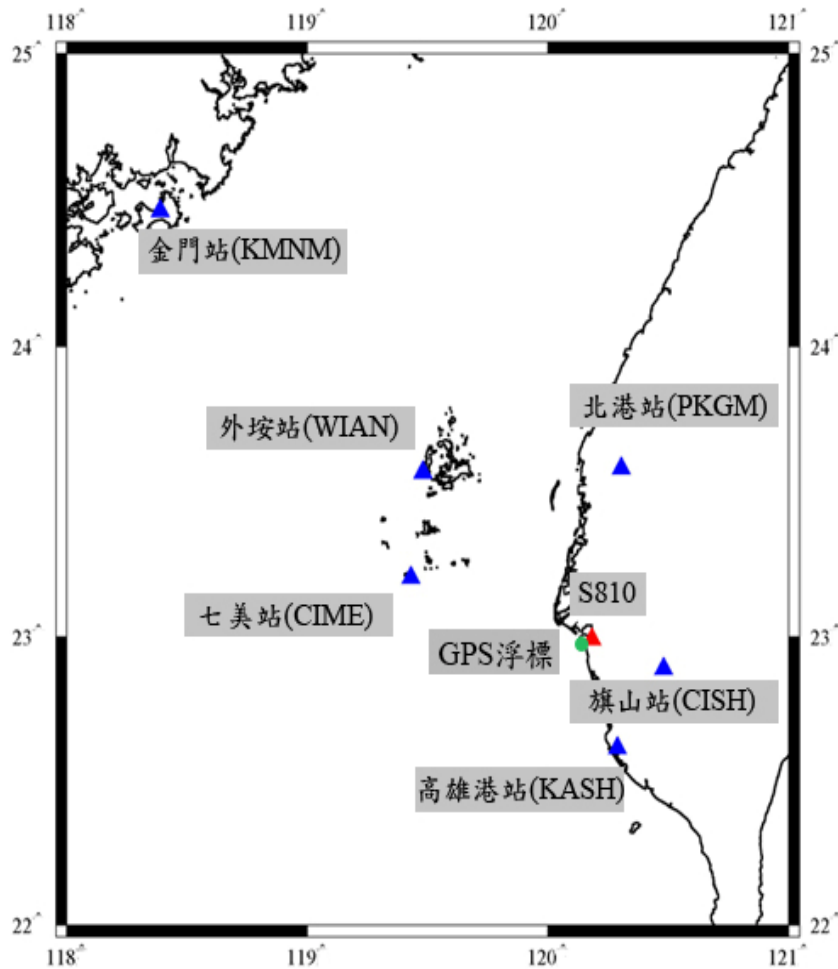 118^ 119^ 120^ 121
25^ 25^
金門站(KMNM)
24^ 24^
北港站(PKGM)
外垵站(WIAN)
S810
七美站(CIME)
23^ 23^
GPS浮標
旗山站(CISH)
高雄港站(KASH)
22^ 22^
118^ 119^ 120^ 121^